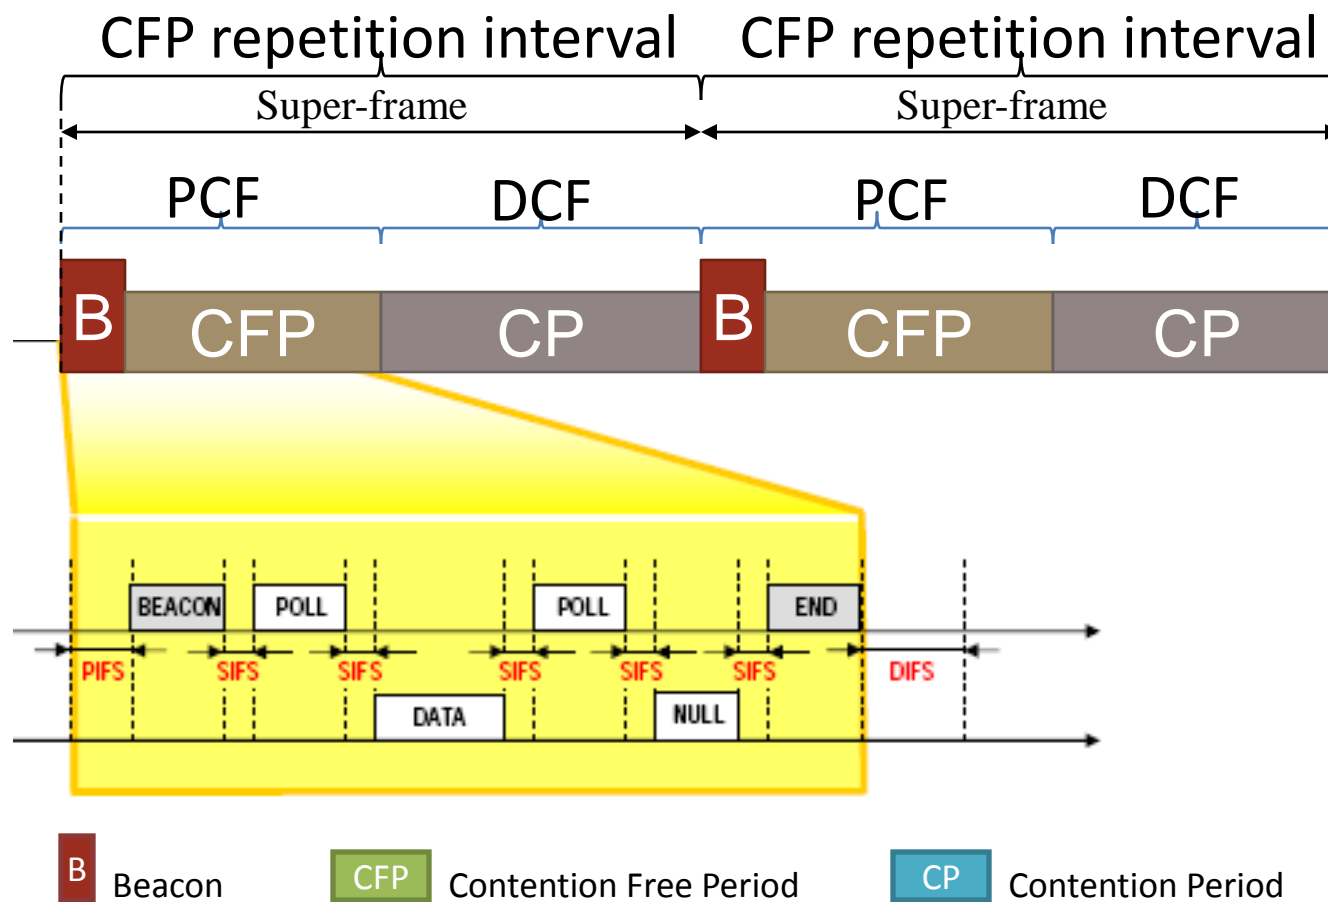 CFP repetition interval CFP repetition interval
Super-frame Super-frame
PCF DCF PCF DCF
B CFP CP B CFP CP
BEACON POLL POLL END
PIFS SIFS SIFS SIFS SIFS SIFS DIFS
DATA NULL
B Beacon CFP Contention Free Period CP Contention Period